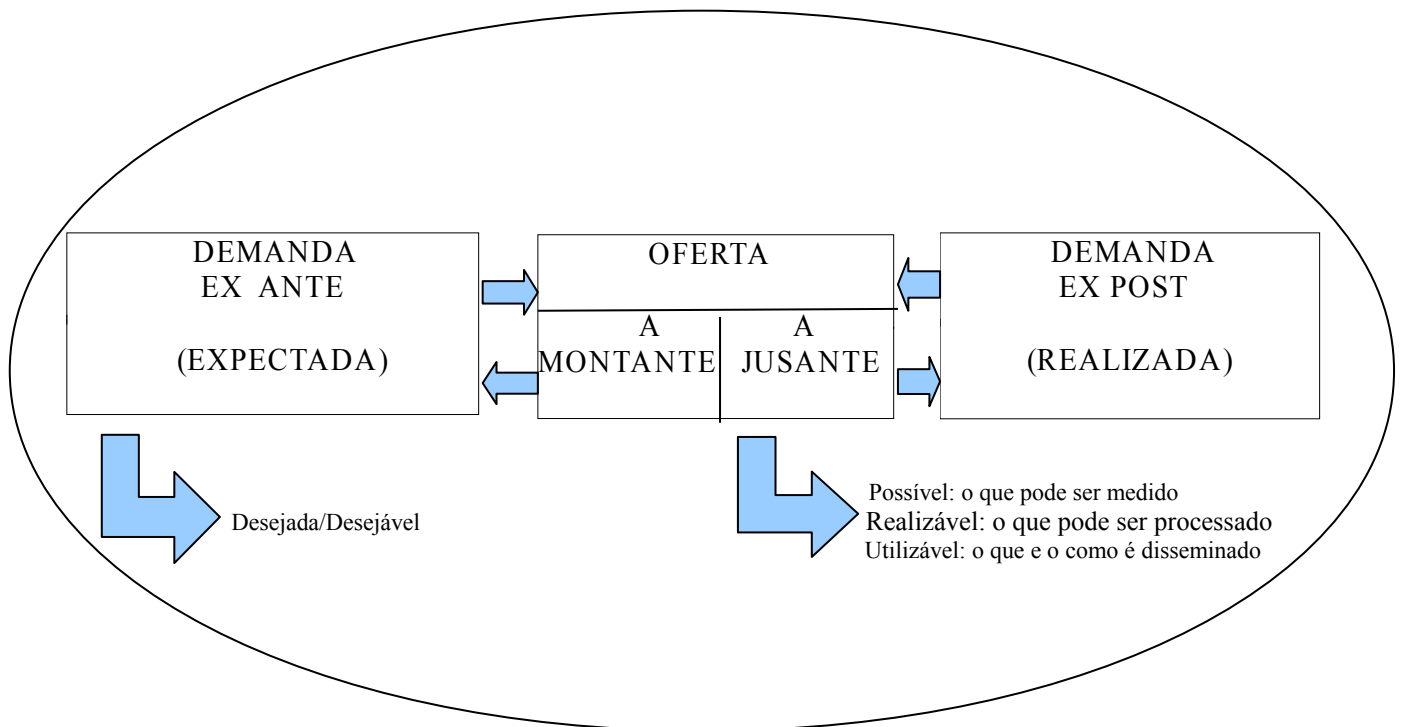 DEMANDA
EX ANTE
(EXPECTADA)
OFERTA
A
MONTANTE
A
JUSANTE
DEMANDA
EX POST
(REALIZADA)
Desejada/Desejável
Possível: o que pode ser medido
Realizável: o que pode ser processado
Utilizável: o que e o como é disseminado